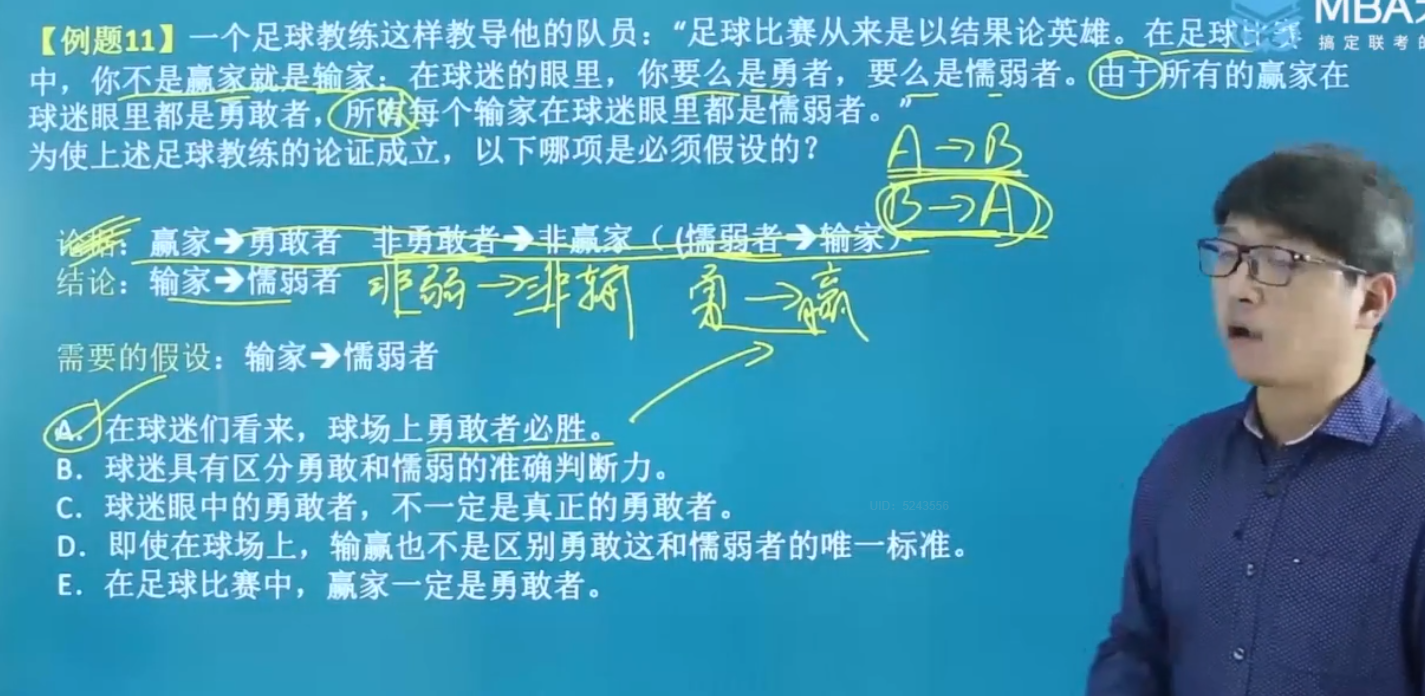 MBA
搞定联考的
【例题11】一个足球教练这样教导他的队员：“足球比赛从来是以结果论英雄。在足球比赛
中，你不是赢家就是输家；在球迷的眼里，你要么是勇者，要么是懦弱者。由于所有的赢家在
球迷眼里都是勇敢者，所有每个输家在球迷眼里都是懦弱者。”
为使上述足球教练的论证成立，以下哪项是必须假设的？
A→B
B→A
论据：赢家→勇敢者 非勇敢者→非赢家（(懦弱者→输家）
结论：输家→懦弱者 非弱→非输 勇→赢
需要的假设：输家→懦弱者
A. 在球迷们看来，球场上勇敢者必胜。
B. 球迷具有区分勇敢和懦弱的准确判断力。
C. 球迷眼中的勇敢者，不一定是真正的勇敢者。
UID: 5243556
D. 即使在球场上，输赢也不是区别勇敢这和懦弱者的唯一标准。
E. 在足球比赛中，赢家一定是勇敢者。